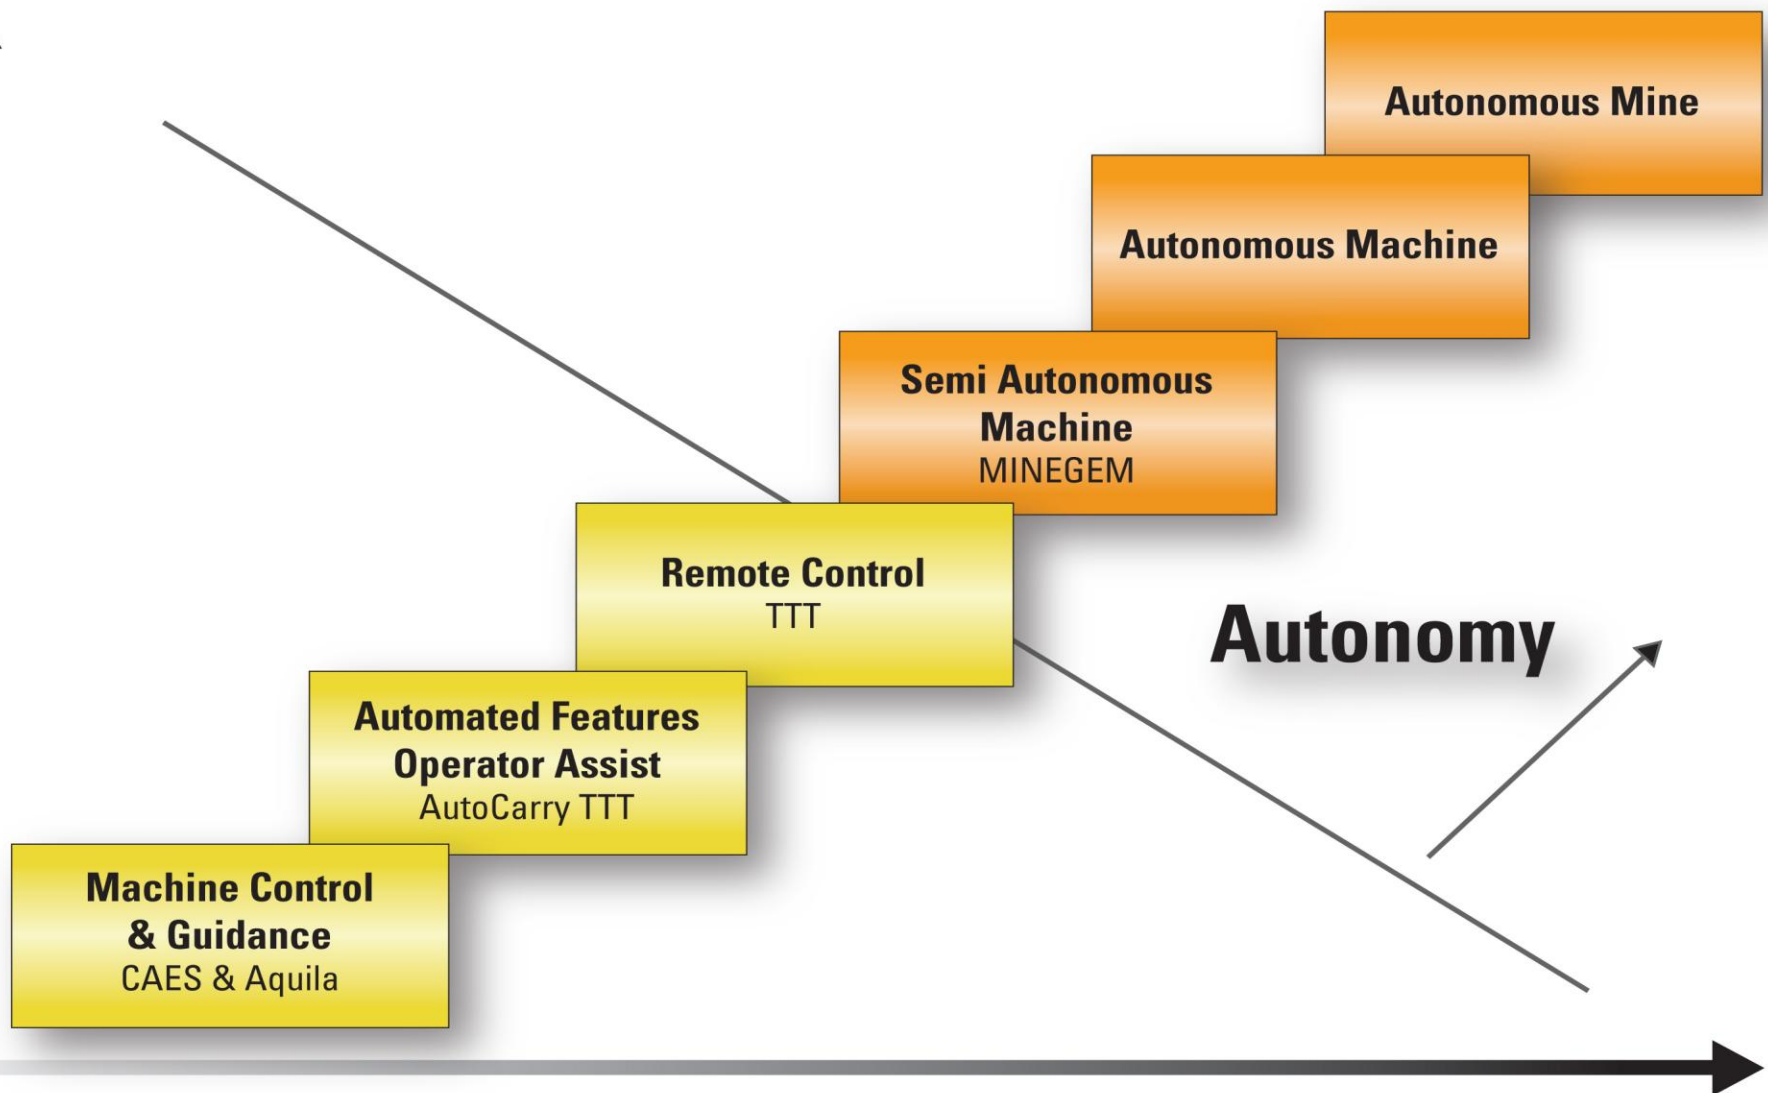 Autonomous Mine
Autonomous Machine
Semi Autonomous
Machine
MINEGEM
Remote Control
TTT
Autonomy
Automated Features
Operator Assist
AutoCarry TTT
Machine Control
& Guidance
CAES & Aquila